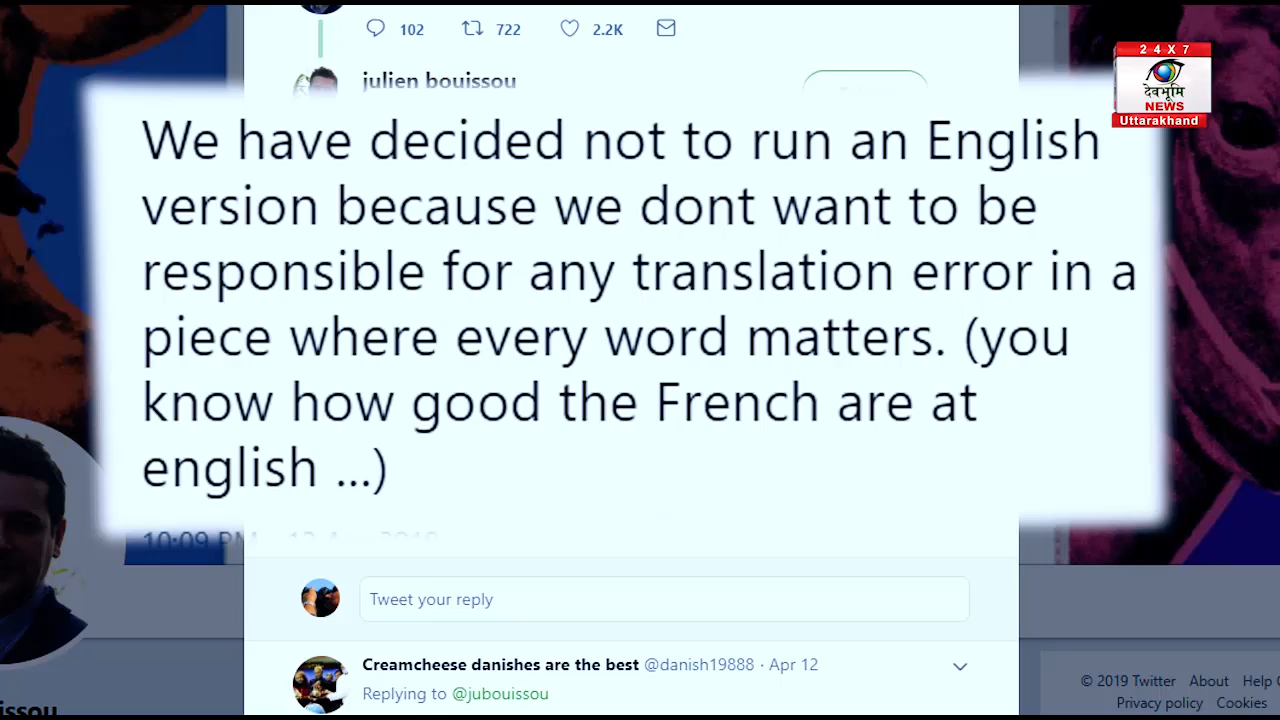 102 722 2.2K
julien bouissou
24X7
देवभूमि
NEWS
Uttarakhand
We have decided not to run an English
version because we dont want to be
responsible for any translation error in a
piece where every word matters. (you
know how good the French are at
english ...)
Tweet your reply
Creamcheese danishes are the best @danish19888 · Apr 12
Replying to @jubouissou
© 2019 Twitter About Help
Privacy policy Cookies